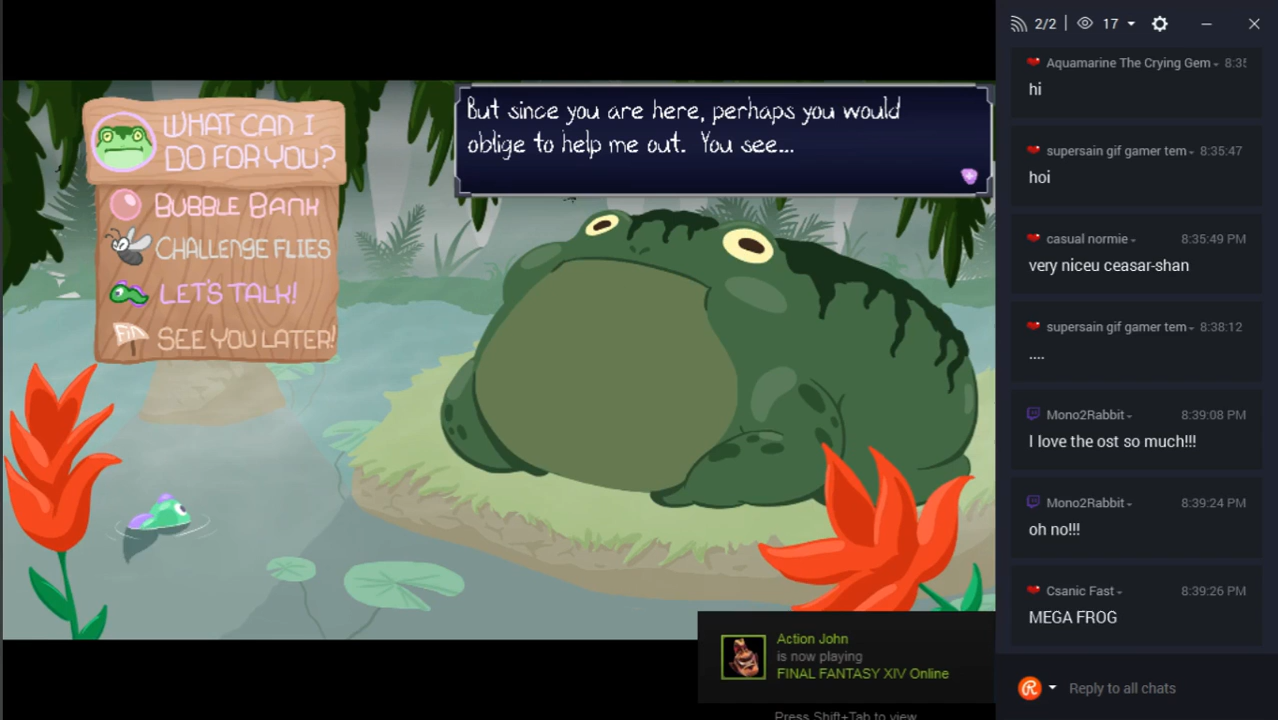 WHAT CAN I
DO FOR YOU?
BUBBLE BANK
CHALLENGE FLIES
LET'S TALK!
FIN
SEE YOU LATER!
But since you are here, perhaps you would
oblige to help me out. You see...
Action John
is now playing
FINAL FANTASY XIV Online
Press Shift+Tab to view
2/2
17
Aquamarine The Crying Gem
hi
supersain gif gamer tem 8:35:47
hoi
casual normie 8:35:49 PM
very niceu ceasar-shan
supersain gif gamer tem 8:38:12
....
Mono2Rabbit 8:39:08 PM
I love the ost so much!!!
Mono2Rabbit 8:39:24 PM
oh no!!!
Csanic Fast 8:39:26 PM
MEGA FROG
Reply to all chats